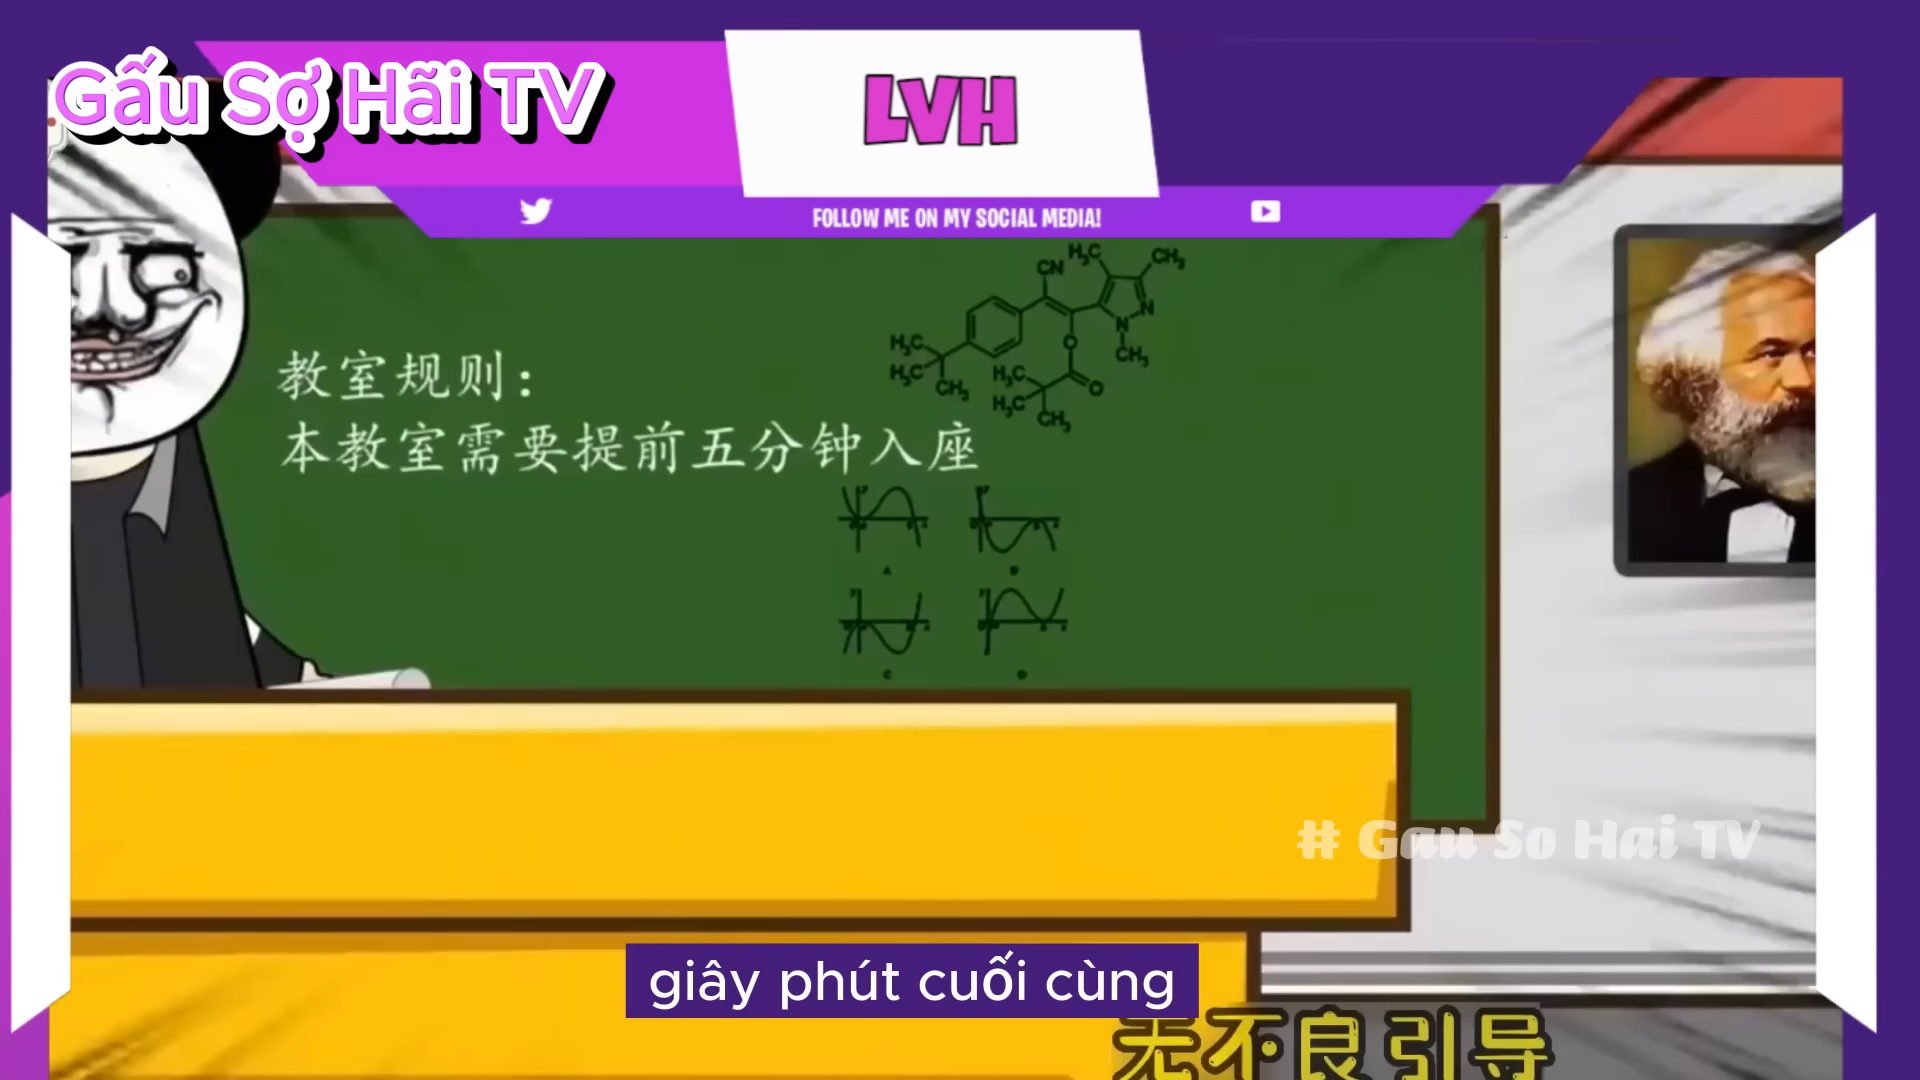 Gấu Sợ Hãi TV
LVH
FOLLOW ME ON MY SOCIAL MEDIA!
H₃C
CH₃
CN
N
N
CH₃
O
H₃C
H₃C
CH₃
H₃C
O
H₃C
CH₃
教室规则：
本教室需要提前五分钟入座
A
B
C
D
# Gau So Hai TV
giây phút cuối cùng
无不良引导